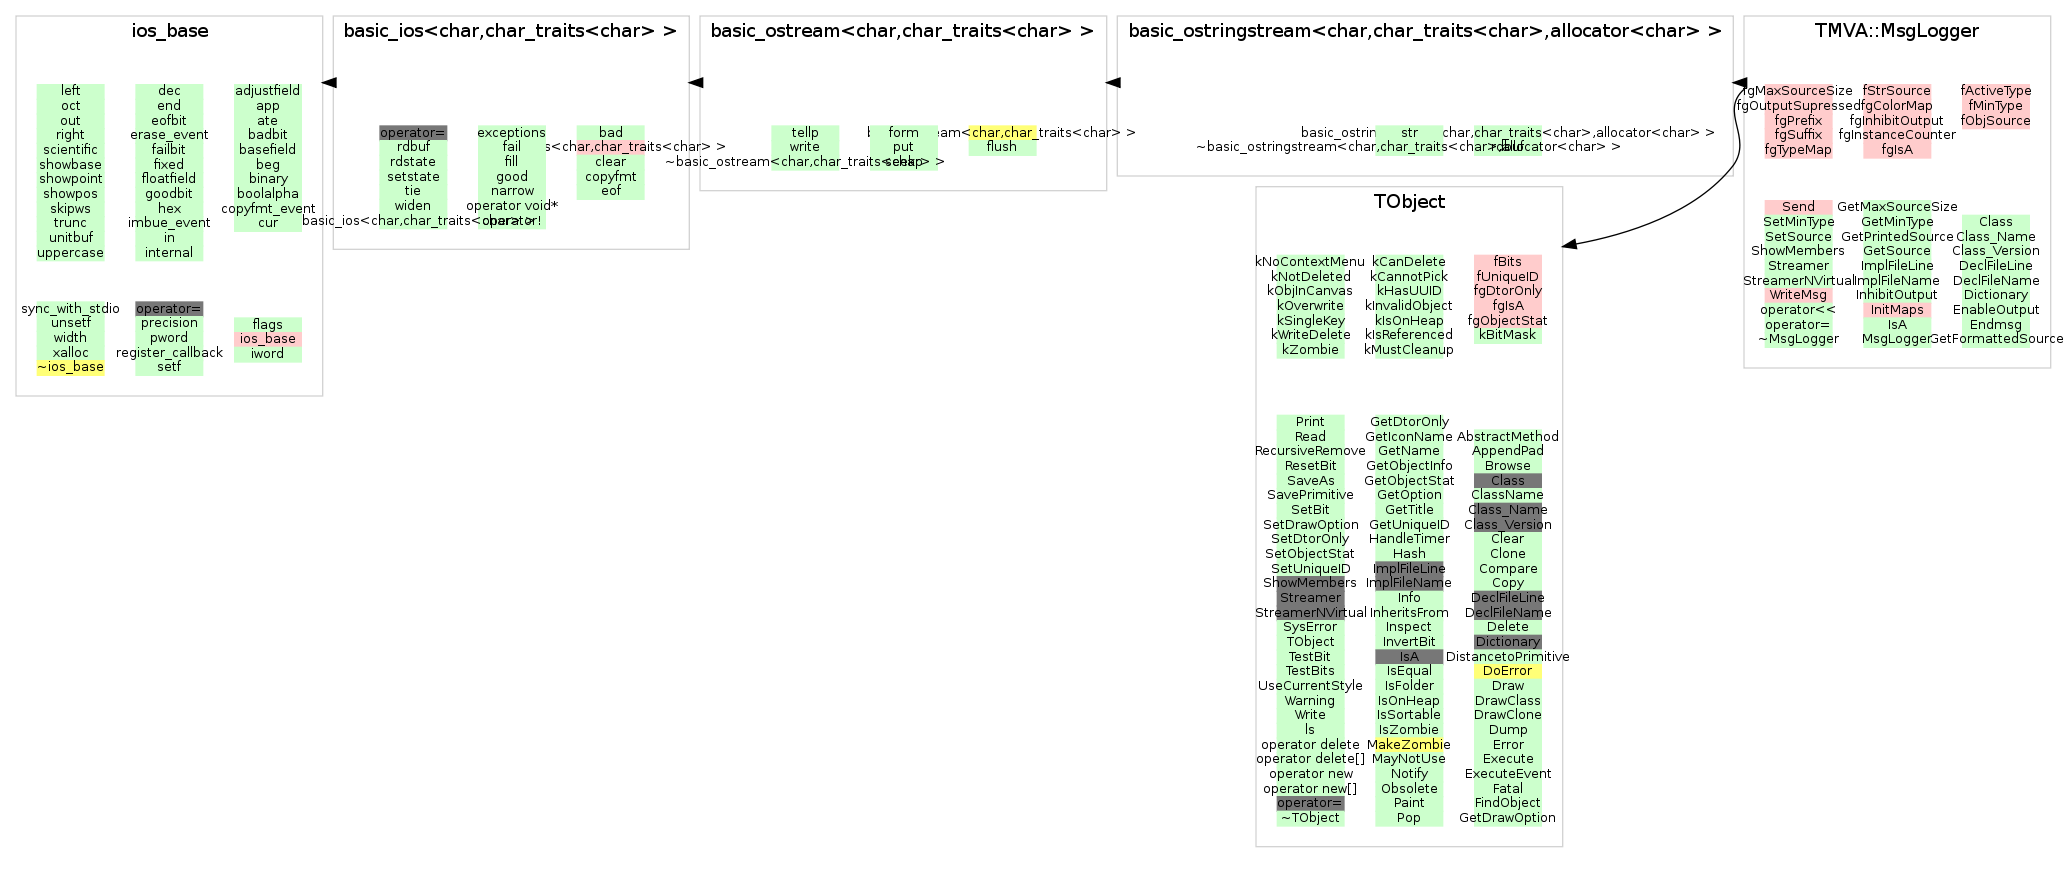 ios_base
left
oct
out
right
scientific
showbase
showpoint
showpos
skipws
trunc
unitbuf
uppercase
dec
end
eofbit
erase_event
failbit
fixed
floatfield
goodbit
hex
imbue_event
in
internal
adjustfield
app
ate
badbit
basefield
beg
binary
boolalpha
copyfmt_event
cur
sync_with_stdio
unsetf
width
xalloc
~ios_base
operator=
precision
pword
register_callback
setf
flags
ios_base
iword
basic_ios<char,char_traits<char> >
operator=
rdbuf
rdstate
setstate
tie
widen
basic_ios<char,char_traits<char> >
exceptions
fail
fill
good
narrow
operator void*
operator!
bad
s<char,char_traits<char> >
clear
copyfmt
eof
basic_ostream<char,char_traits<char> >
tellp
write
~basic_ostream<char,char_traits<char> >
form
put
seekp
eam<char,char_traits<char> >
flush
basic_ostringstream<char,char_traits<char>,allocator<char> >
basic_ostrin
~basic_ostringstream<char,char_traits<char>,allocator<char> >
str
char,char_traits<char>,allocator<char> >
rdbuf
TMVA::MsgLogger
fgMaxSourceSize
fgOutputSupressed
fgPrefix
fgSuffix
fgTypeMap
fStrSource
fgColorMap
fgInhibitOutput
fgInstanceCounter
fgIsA
fActiveType
fMinType
fObjSource
Send
SetMinType
SetSource
ShowMembers
Streamer
StreamerNVirtual
WriteMsg
operator<<
operator=
~MsgLogger
GetMaxSourceSize
GetMinType
GetPrintedSource
GetSource
ImplFileLine
ImplFileName
InhibitOutput
InitMaps
IsA
MsgLogger
Class
Class_Name
Class_Version
DeclFileLine
DeclFileName
Dictionary
EnableOutput
Endmsg
GetFormattedSource
TObject
kNoContextMenu
kNotDeleted
kObjInCanvas
kOverwrite
kSingleKey
kWriteDelete
kZombie
kCanDelete
kCannotPick
kHasUUID
kInvalidObject
kIsOnHeap
kIsReferenced
kMustCleanup
fBits
fUniqueID
fgDtorOnly
fgIsA
fgObjectStat
kBitMask
Print
Read
RecursiveRemove
ResetBit
SaveAs
SavePrimitive
SetBit
SetDrawOption
SetDtorOnly
SetObjectStat
SetUniqueID
ShowMembers
Streamer
StreamerNVirtual
SysError
TObject
TestBit
TestBits
UseCurrentStyle
Warning
Write
ls
operator delete
operator delete[]
operator new
operator new[]
operator=
~TObject
GetDtorOnly
GetIconName
GetName
GetObjectInfo
GetObjectStat
GetOption
GetTitle
GetUniqueID
HandleTimer
Hash
ImplFileLine
ImplFileName
Info
InheritsFrom
Inspect
InvertBit
IsA
IsEqual
IsFolder
IsOnHeap
IsSortable
IsZombie
MakeZombie
MayNotUse
Notify
Obsolete
Paint
Pop
AbstractMethod
AppendPad
Browse
Class
ClassName
Class_Name
Class_Version
Clear
Clone
Compare
Copy
DeclFileLine
DeclFileName
Delete
Dictionary
DistancetoPrimitive
DoError
Draw
DrawClass
DrawClone
Dump
Error
Execute
ExecuteEvent
Fatal
FindObject
GetDrawOption